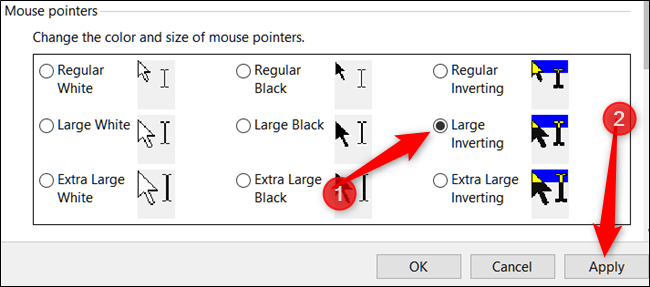 Mouse pointers
Change the color and size of mouse pointers.
Regular White
Regular Black
Regular Inverting
Large White
Large Black
Large Inverting
Extra Large White
Extra Large Black
Extra Large Inverting
1
2
OK
Cancel
Apply